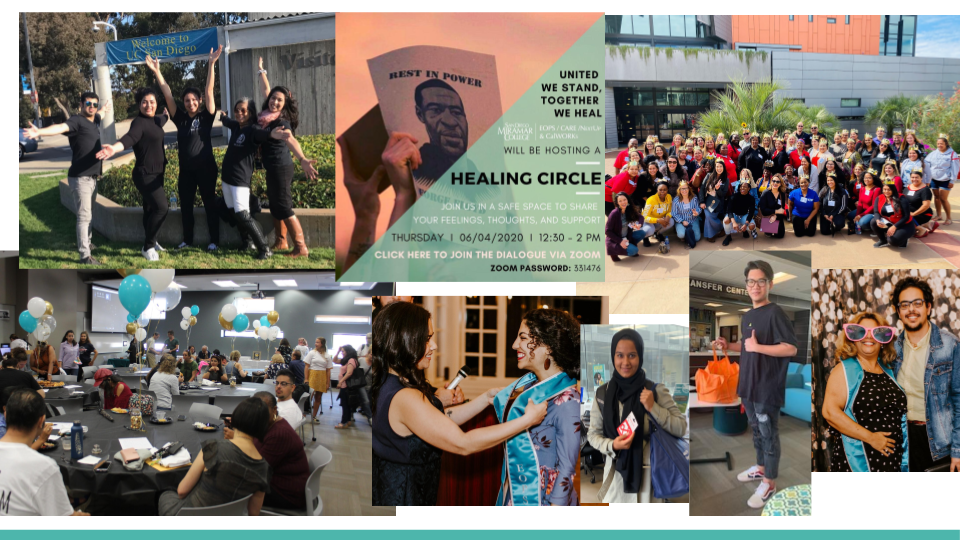 Welcome to
UC San Diego
Visit
REST IN POWER
UNITED
WE STAND,
TOGETHER
WE HEAL
SAN DIEGO
MIRAMAR
COLLEGE
EOPS / CARE /NextUp
& CalWORKs
WILL BE HOSTING A
HEALING CIRCLE
JOIN US IN A SAFE SPACE TO SHARE
YOUR FEELINGS, THOUGHTS, AND SUPPORT
THURSDAY I 06/04/2020 I 12:30 - 2 PM
CLICK HERE TO JOIN THE DIALOGUE VIA ZOOM
ZOOM PASSWORD: 331476
ANSFER CENTE